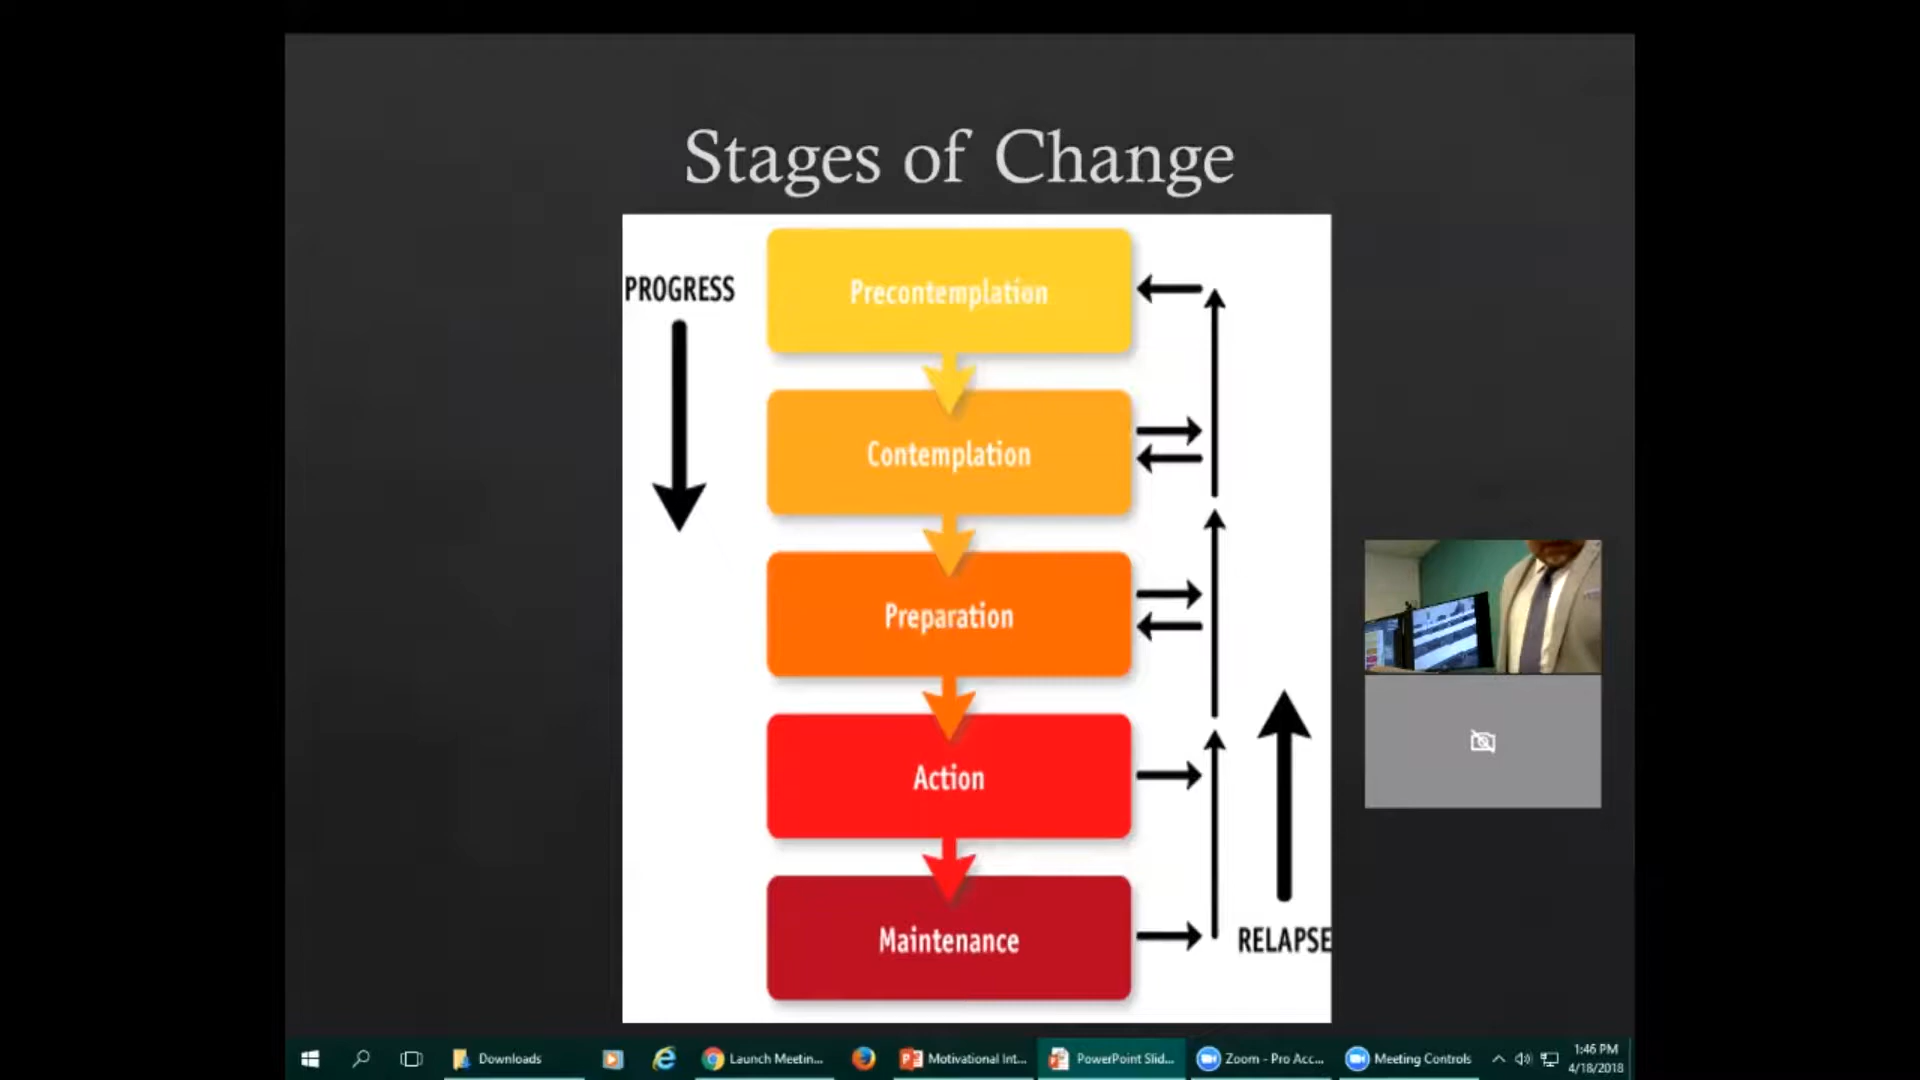 Stages of Change
PROGRESS
Precontemplation
Contemplation
Preparation
Action
Maintenance
RELAPSE
Downloads
Launch Meetin...
Motivational Int...
PowerPoint Slid...
Zoom - Pro Acc...
Meeting Controls
1:46 PM
4/18/2018